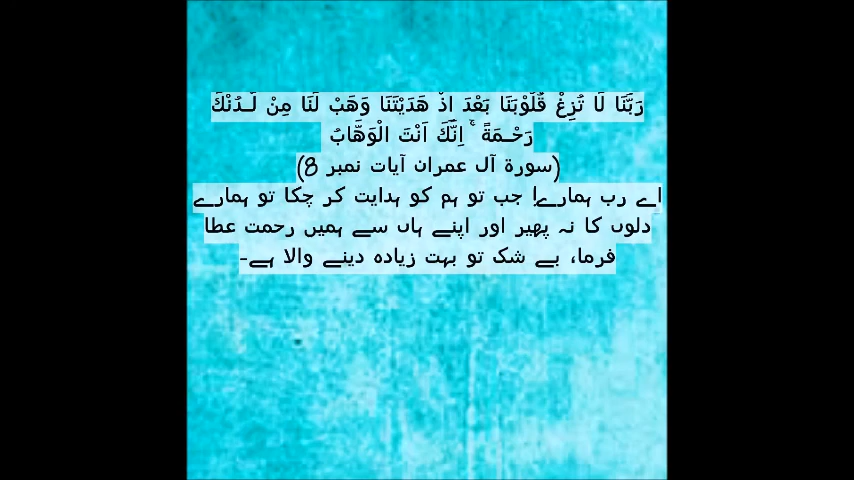 رَبَّنَا لَا تُزِغْ قُلُوْبَنَا بَعْدَ اِذْ هَدَيْتَنَا وَهَبْ لَنَا مِنْ لَّـدُنْكَ
رَحْـمَةً ۚ اِنَّكَ اَنْتَ الْوَهَّابُ
(سورۃ آل عمران آیات نمبر 8)
اے رب ہمارے! جب تو ہم کو ہدایت کر چکا تو ہمارے
دلوں کا نہ پھیر اور اپنے ہاں سے ہمیں رحمت عطا
فرما، بے شک تو بہت زیادہ دینے والا ہے۔